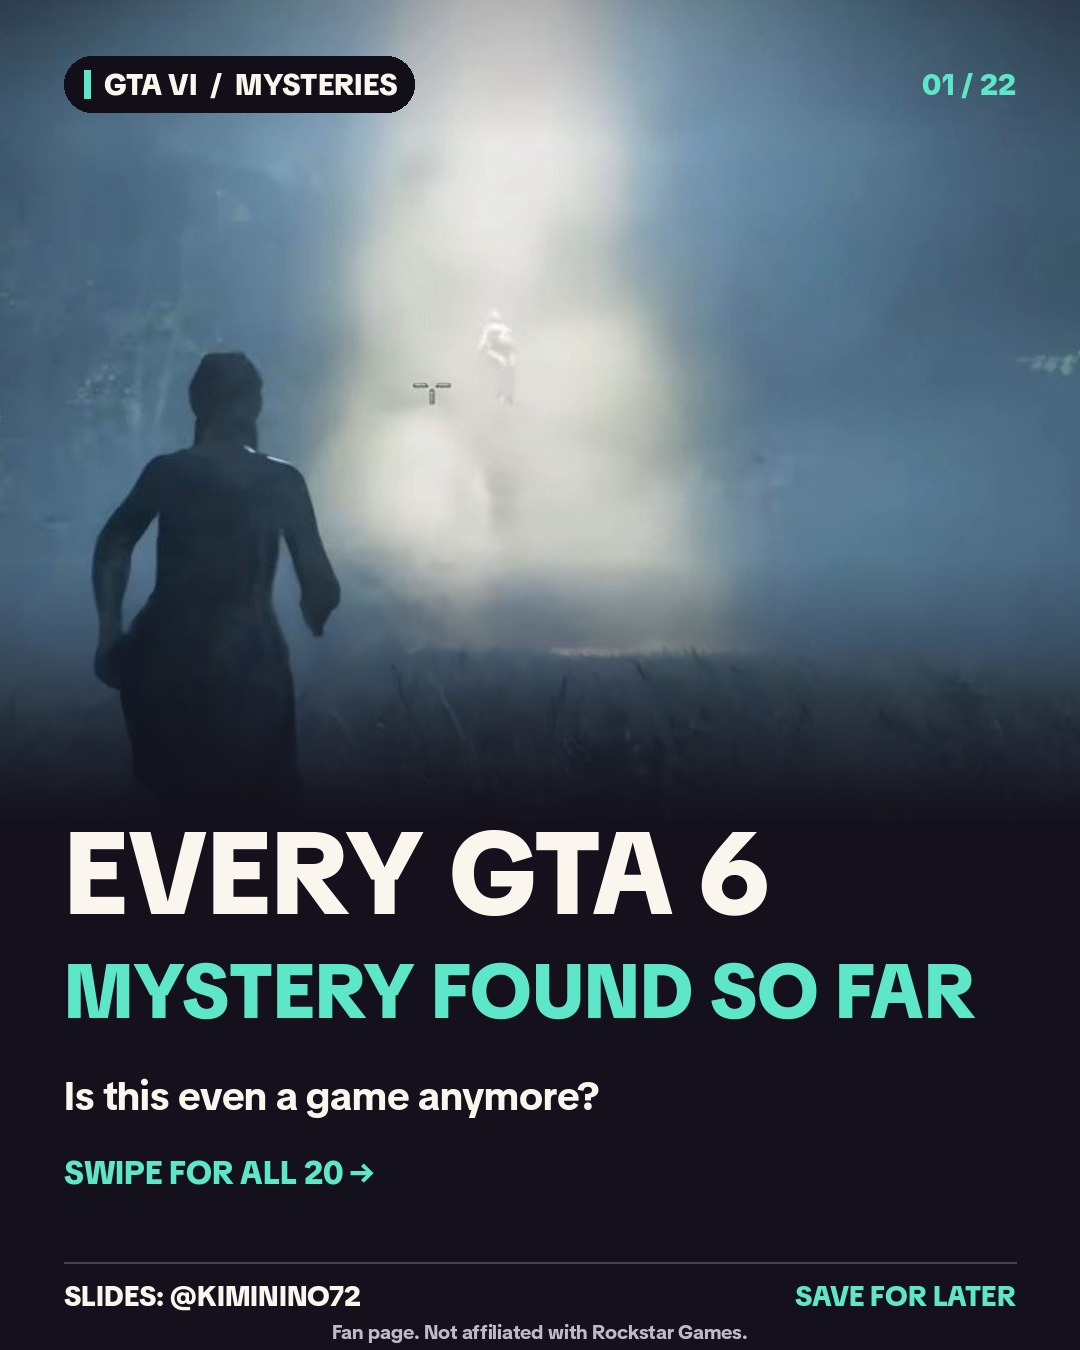 GTA VI / MYSTERIES
01 / 22
EVERY GTA 6
MYSTERY FOUND SO FAR
Is this even a game anymore?
SWIPE FOR ALL 20 →
SLIDES: @KIMININO72
SAVE FOR LATER
Fan page. Not affiliated with Rockstar Games.